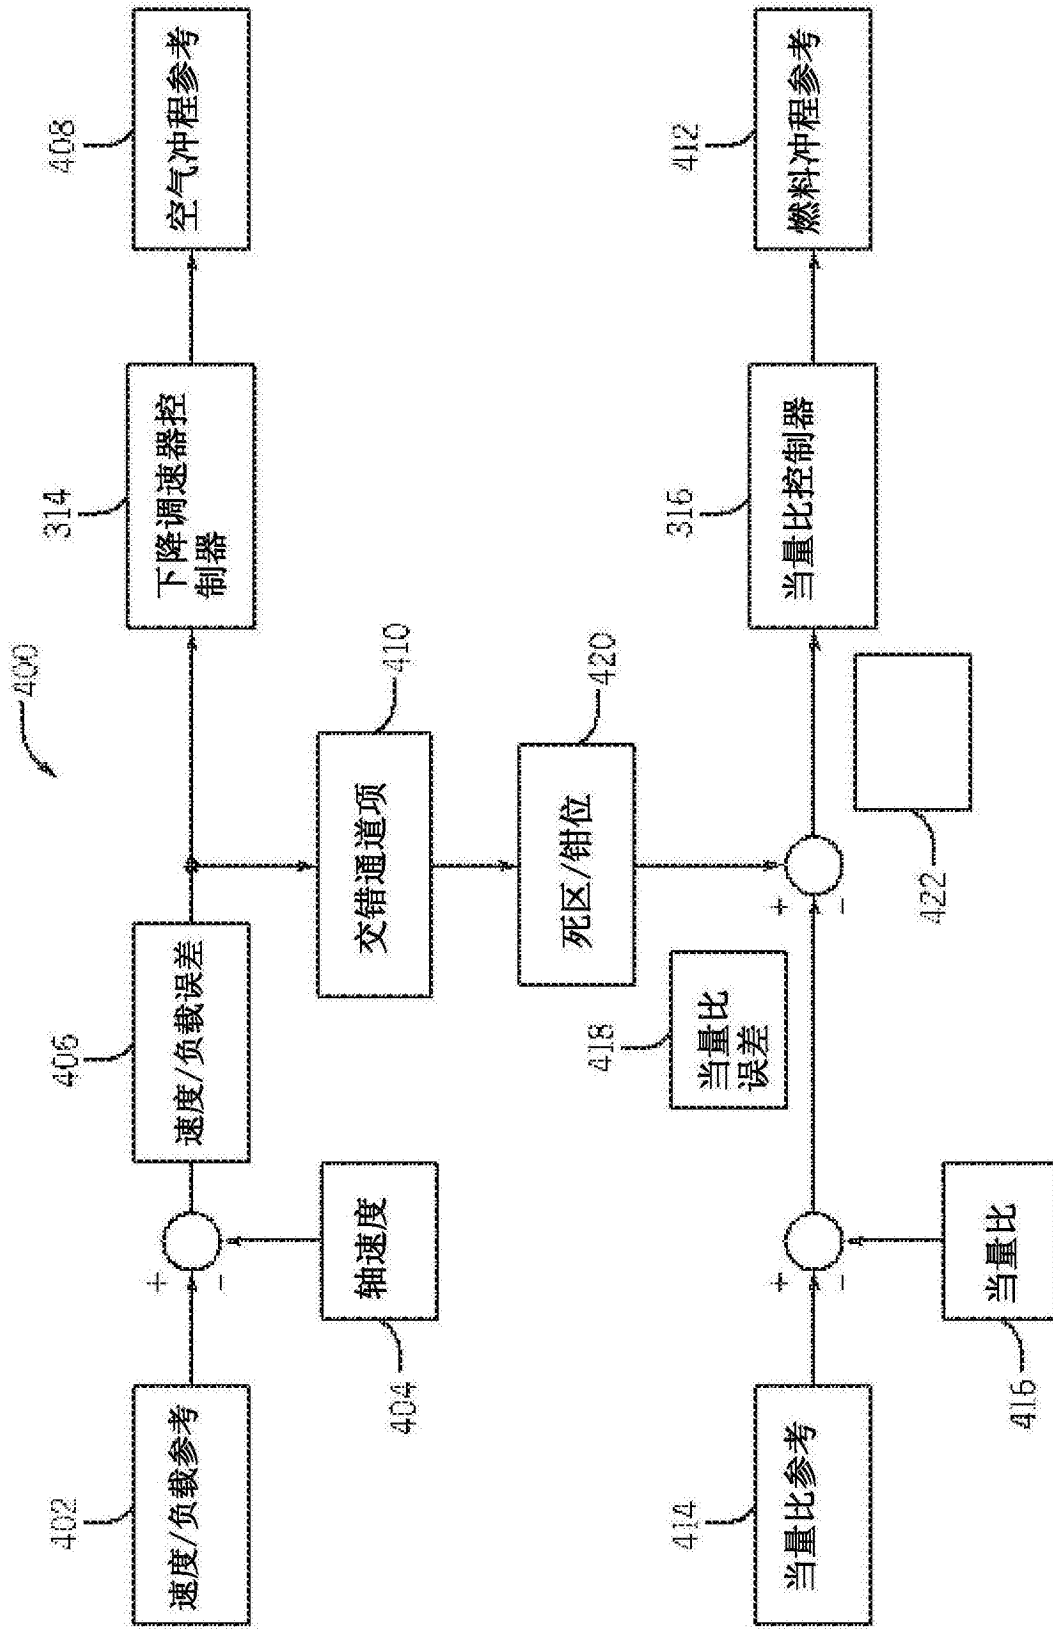 400
402
速度/负载参考
+
−
404
轴速度
406
速度/负载误差
314
下降调速器控
制器
408
空气冲程参考
410
交错通道项
420
死区/钳位
414
当量比参考
+
−
416
当量比
418
当量比
误差
+
−
422
316
当量比控制器
412
燃料冲程参考